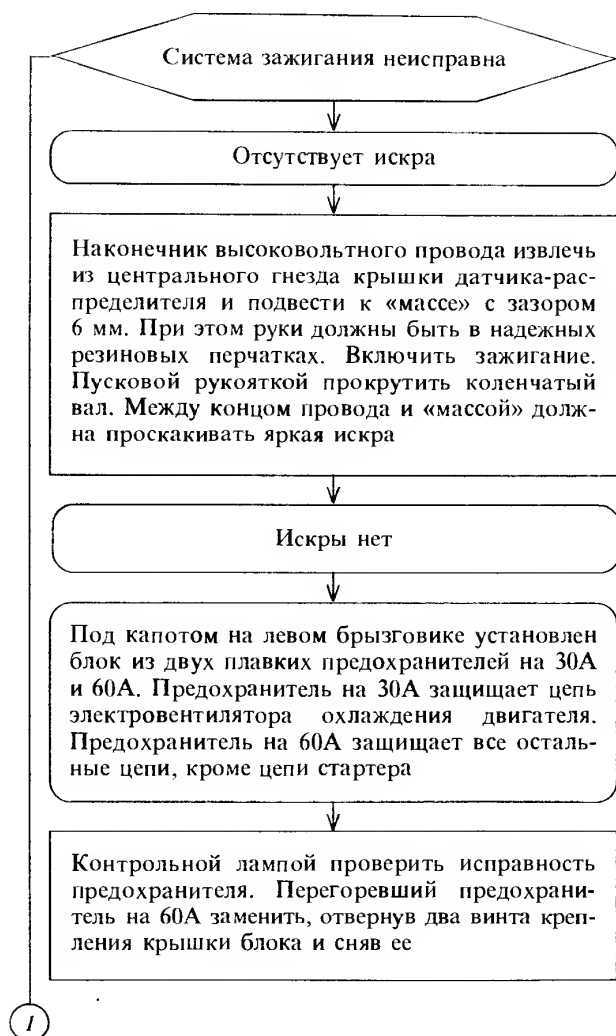 Система зажигания неисправна
Отсутствует искра
Наконечник высоковольтного провода извлечь
из центрального гнезда крышки датчика-рас-
пределителя и подвести к «массе» с зазором
6 мм. При этом руки должны быть в надежных
резиновых перчатках. Включить зажигание.
Пусковой рукояткой прокрутить коленчатый
вал. Между концом провода и «массой» долж-
на проскакивать яркая искра
Искры нет
Под капотом на левом брызговике установлен
блок из двух плавких предохранителей на 30А
и 60А. Предохранитель на 30А защищает цепь
электровентилятора охлаждения двигателя.
Предохранитель на 60А защищает все осталь-
ные цепи, кроме цепи стартера
Контрольной лампой проверить исправность
предохранителя. Перегоревший предохрани-
тель на 60А заменить, отвернув два винта креп-
ления крышки блока и сняв ее
1